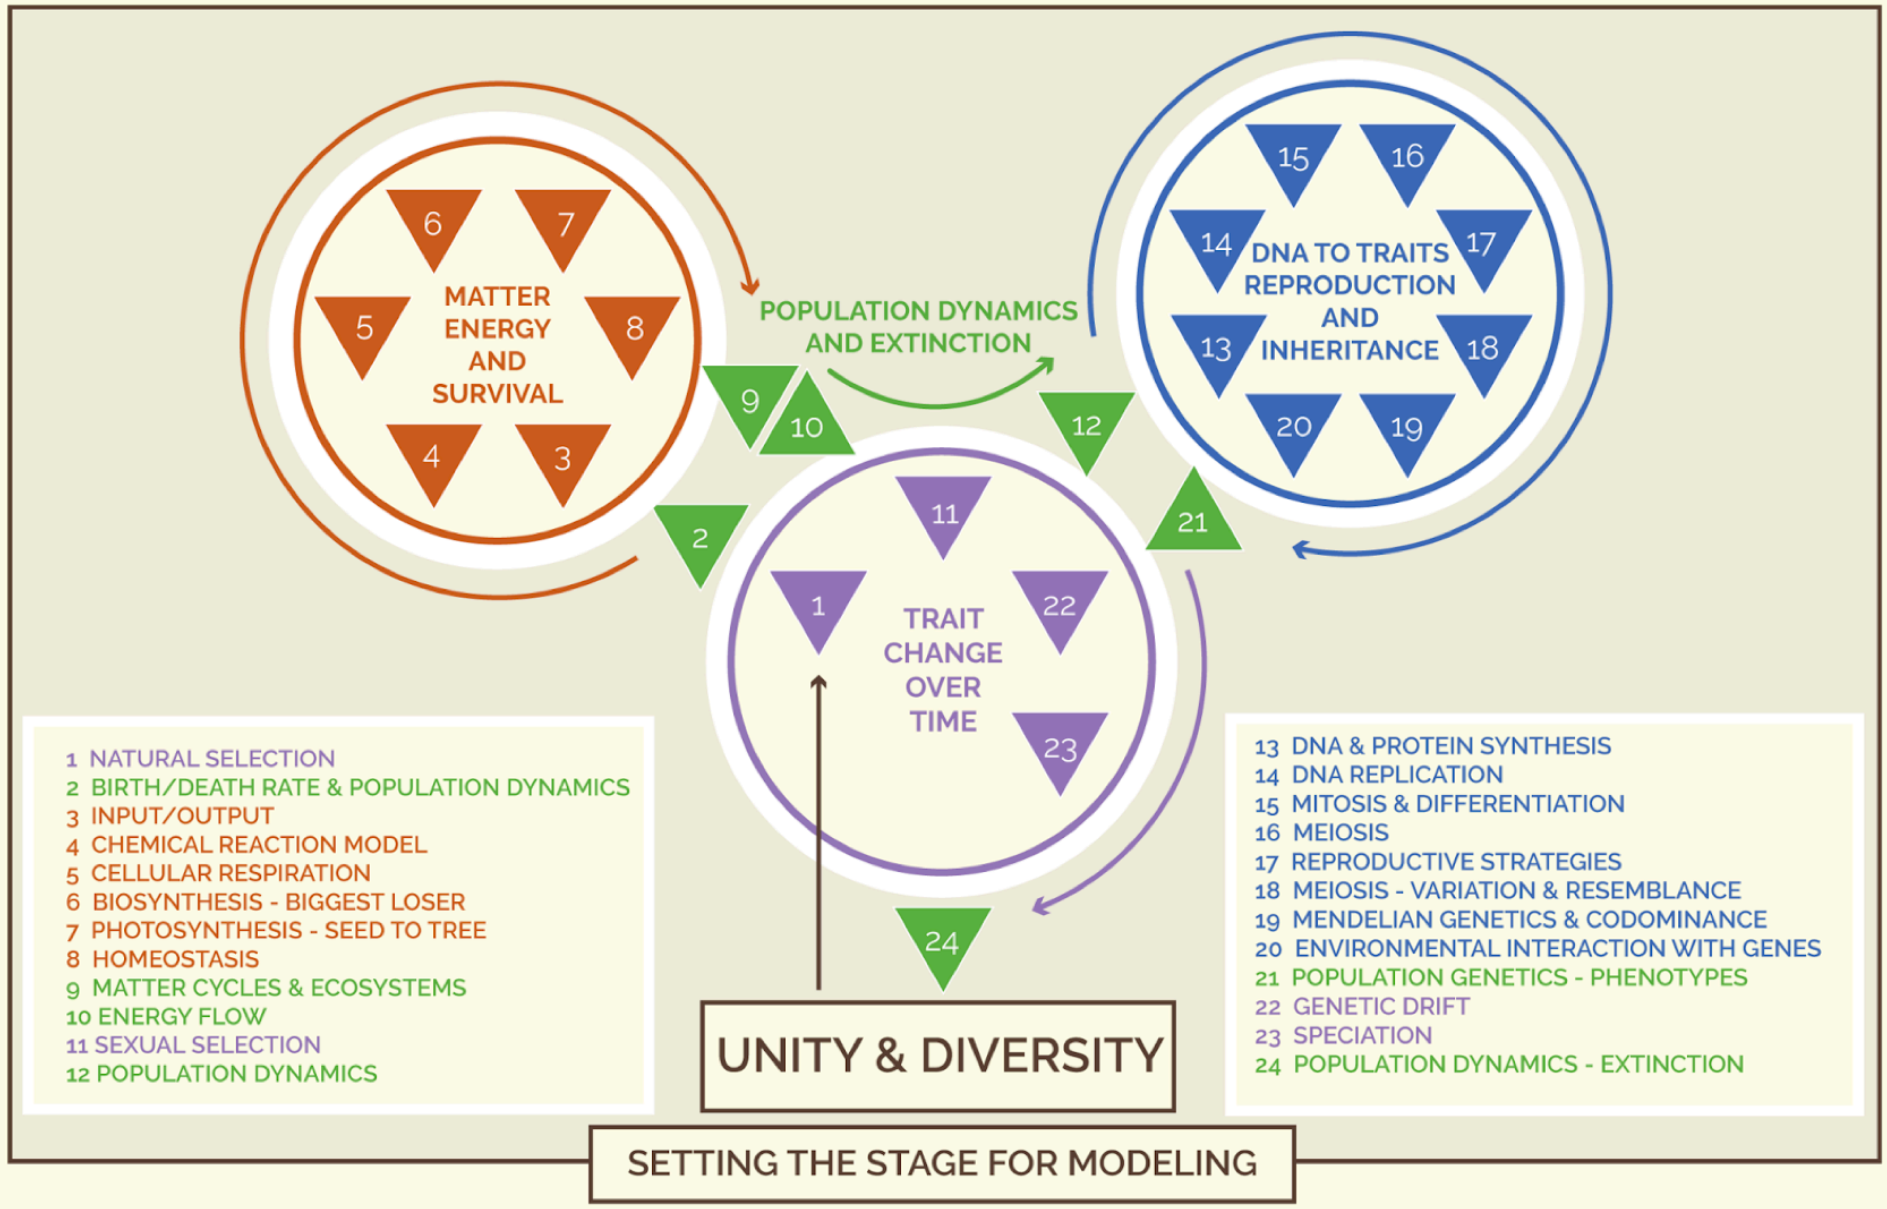 6
7
5
8
4
3
MATTER
ENERGY
AND
SURVIVAL
POPULATION DYNAMICS
AND EXTINCTION
9
10
12
2
21
15
16
14
17
13
18
20
19
DNA TO TRAITS
REPRODUCTION
AND
INHERITANCE
11
1
22
23
TRAIT
CHANGE
OVER
TIME
24
1 NATURAL SELECTION
2 BIRTH/DEATH RATE & POPULATION DYNAMICS
3 INPUT/OUTPUT
4 CHEMICAL REACTION MODEL
5 CELLULAR RESPIRATION
6 BIOSYNTHESIS - BIGGEST LOSER
7 PHOTOSYNTHESIS - SEED TO TREE
8 HOMEOSTASIS
9 MATTER CYCLES & ECOSYSTEMS
10 ENERGY FLOW
11 SEXUAL SELECTION
12 POPULATION DYNAMICS
13 DNA & PROTEIN SYNTHESIS
14 DNA REPLICATION
15 MITOSIS & DIFFERENTIATION
16 MEIOSIS
17 REPRODUCTIVE STRATEGIES
18 MEIOSIS - VARIATION & RESEMBLANCE
19 MENDELIAN GENETICS & CODOMINANCE
20 ENVIRONMENTAL INTERACTION WITH GENES
21 POPULATION GENETICS - PHENOTYPES
22 GENETIC DRIFT
23 SPECIATION
24 POPULATION DYNAMICS - EXTINCTION
UNITY & DIVERSITY
SETTING THE STAGE FOR MODELING